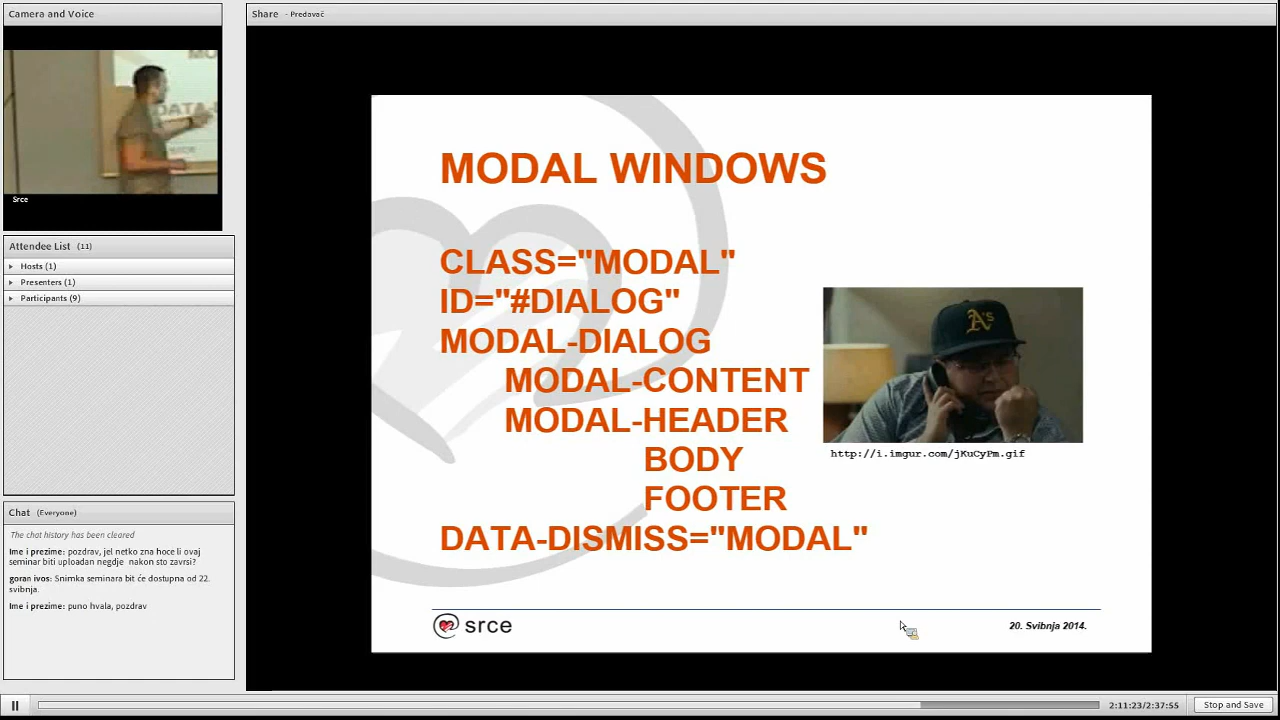 Camera and Voice
Srce
Attendee List (11)
Hosts (1)
Presenters (1)
Participants (9)
Chat (Everyone)
The chat history has been cleared
Ime i prezime: pozdrav, jel netko zna hoce li ovaj
seminar biti uploadan negdje nakon sto zavrsi?
goran ivos: Snimka seminara bit će dostupna od 22.
svibnja.
Ime i prezime: puno hvala, pozdrav
Share - Predavač
MODAL WINDOWS
CLASS="MODAL"
ID="#DIALOG"
MODAL-DIALOG
MODAL-CONTENT
MODAL-HEADER
BODY
FOOTER
DATA-DISMISS="MODAL"
A's
http://i.imgur.com/jKuCyPm.gif
srce
20. Svibnja 2014.
2:11:23/2:37:55
Stop and Save